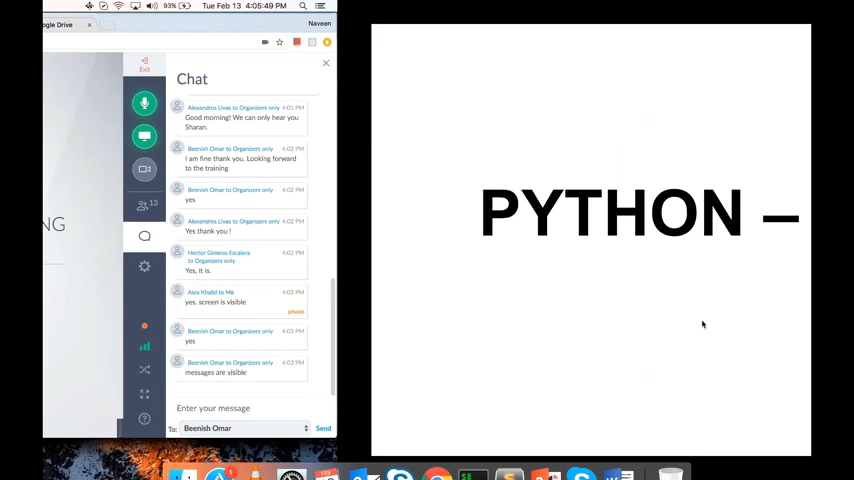 93%
Tue Feb 13 4:05:49 PM
ogle Drive
Naveen
Exit
Chat
Alexandros Livas to Organizers only 4:01 PM
Good morning! We can only hear you
Sharan.
Beenish Omar to Organizers only 4:02 PM
I am fine thank you. Looking forward
to the training
Beenish Omar to Organizers only 4:02 PM
yes
Alexandros Livas to Organizers only 4:02 PM
Yes thank you !
Hector Gimeno Escalera 4:02 PM
to Organizers only
Yes, it is.
Aara Khalid to Me 4:02 PM
yes. screen is visible
private
Beenish Omar to Organizers only 4:03 PM
yes
Beenish Omar to Organizers only 4:03 PM
messages are visible
Enter your message
To: Beenish Omar Send
13
NG
PYTHON –
1
FEB